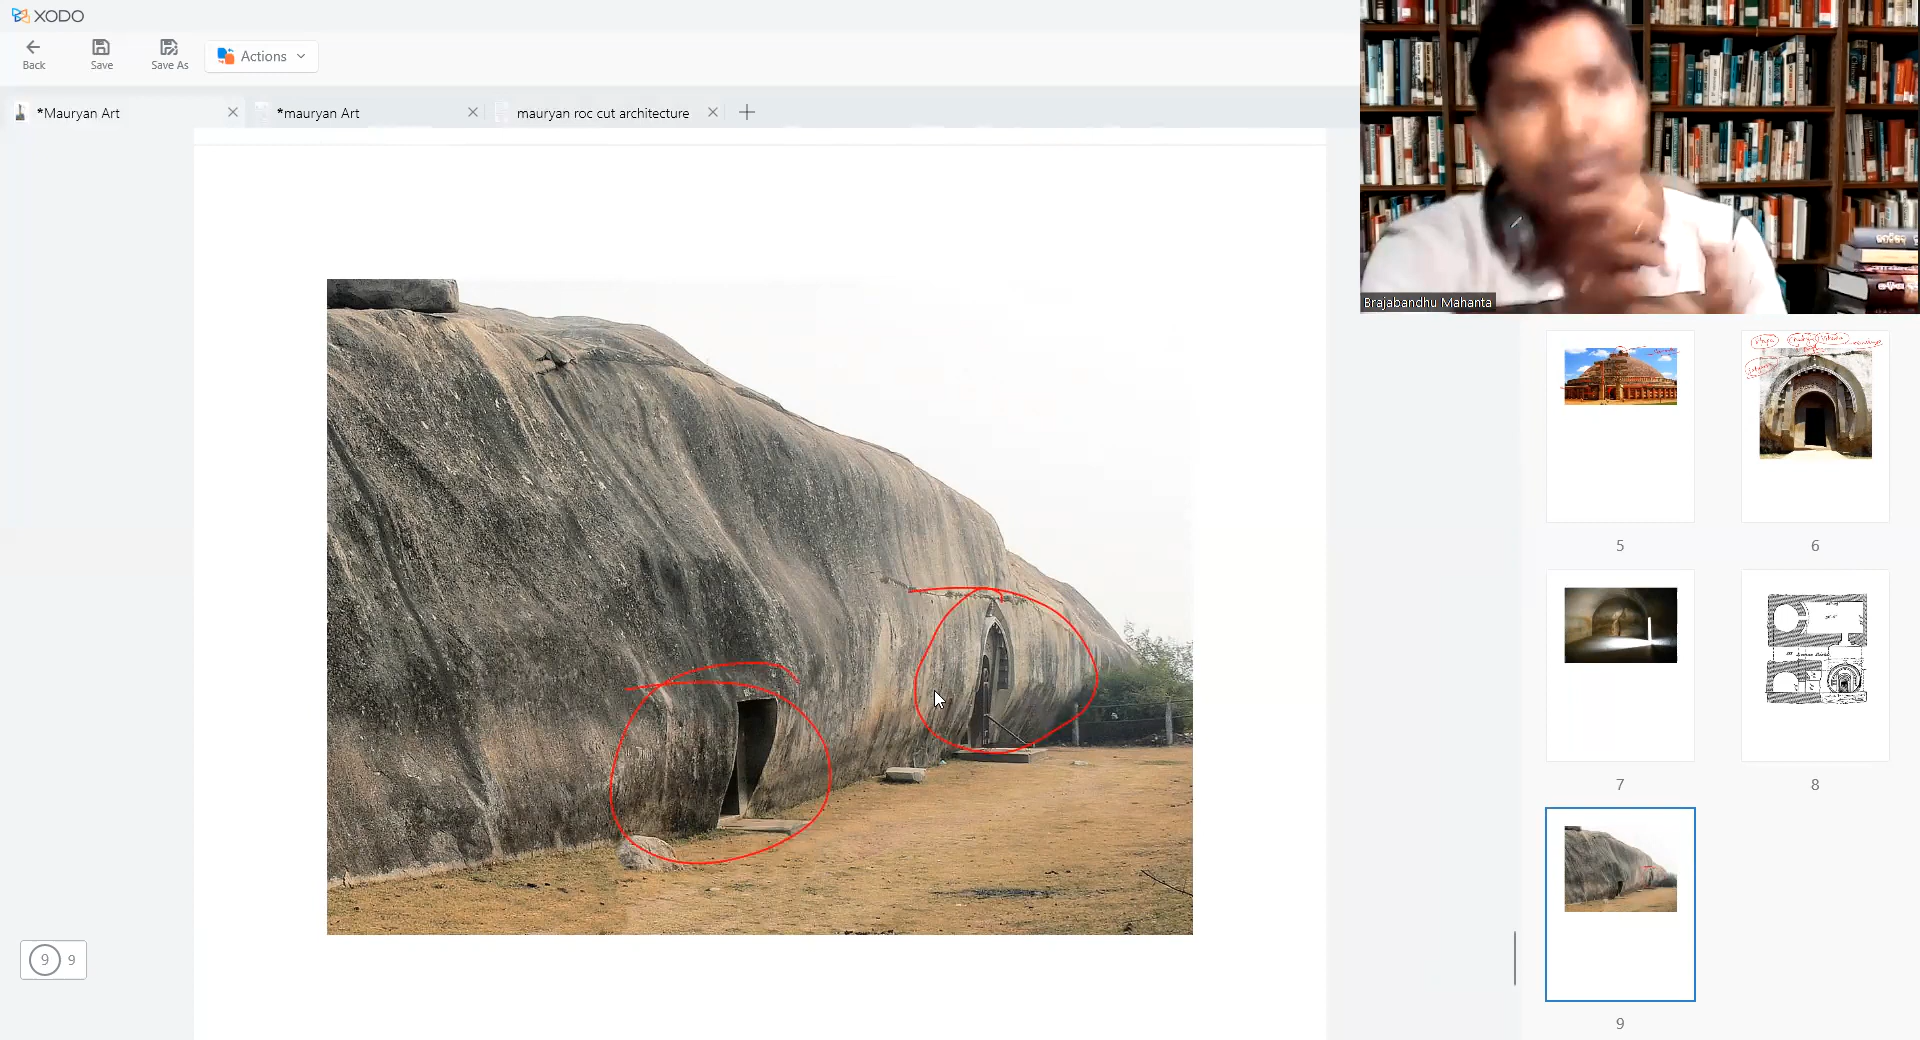 XODO
Back
Save
Save As
Actions
*Mauryan Art
*mauryan Art
mauryan roc cut architecture
Brajabandhu Mahanta
5
6
7
8
9
9 9